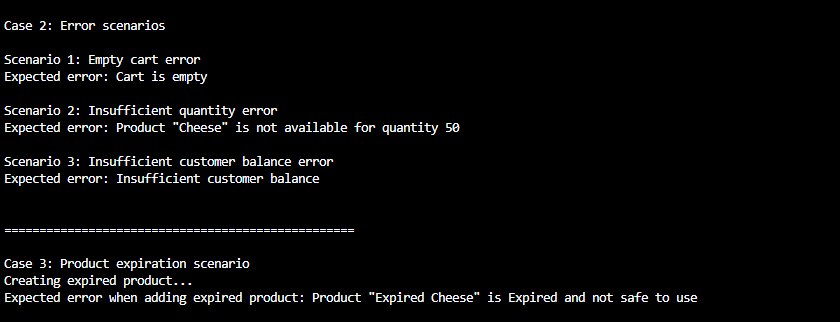 Case 2: Error scenarios
Scenario 1: Empty cart error
Expected error: Cart is empty
Scenario 2: Insufficient quantity error
Expected error: Product "Cheese" is not available for quantity 50
Scenario 3: Insufficient customer balance error
Expected error: Insufficient customer balance
==================================================
Case 3: Product expiration scenario
Creating expired product...
Expected error when adding expired product: Product "Expired Cheese" is Expired and not safe to use